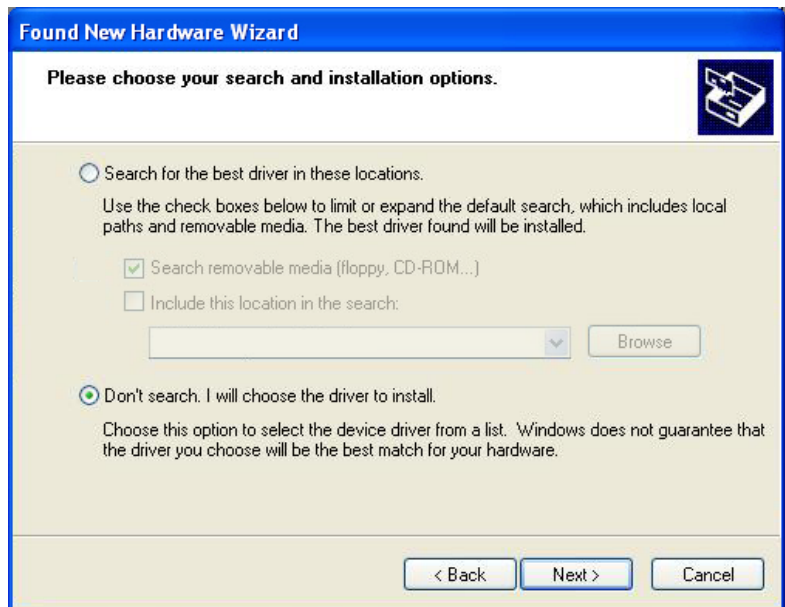 Found New Hardware Wizard
Please choose your search and installation options.
Search for the best driver in these locations.
Use the check boxes below to limit or expand the default search, which includes local
paths and removable media. The best driver found will be installed.
Search removable media (floppy, CD-ROM...)
Include this location in the search:
Browse
Don't search. I will choose the driver to install.
Choose this option to select the device driver from a list. Windows does not guarantee that
the driver you choose will be the best match for your hardware.
< Back Next > Cancel